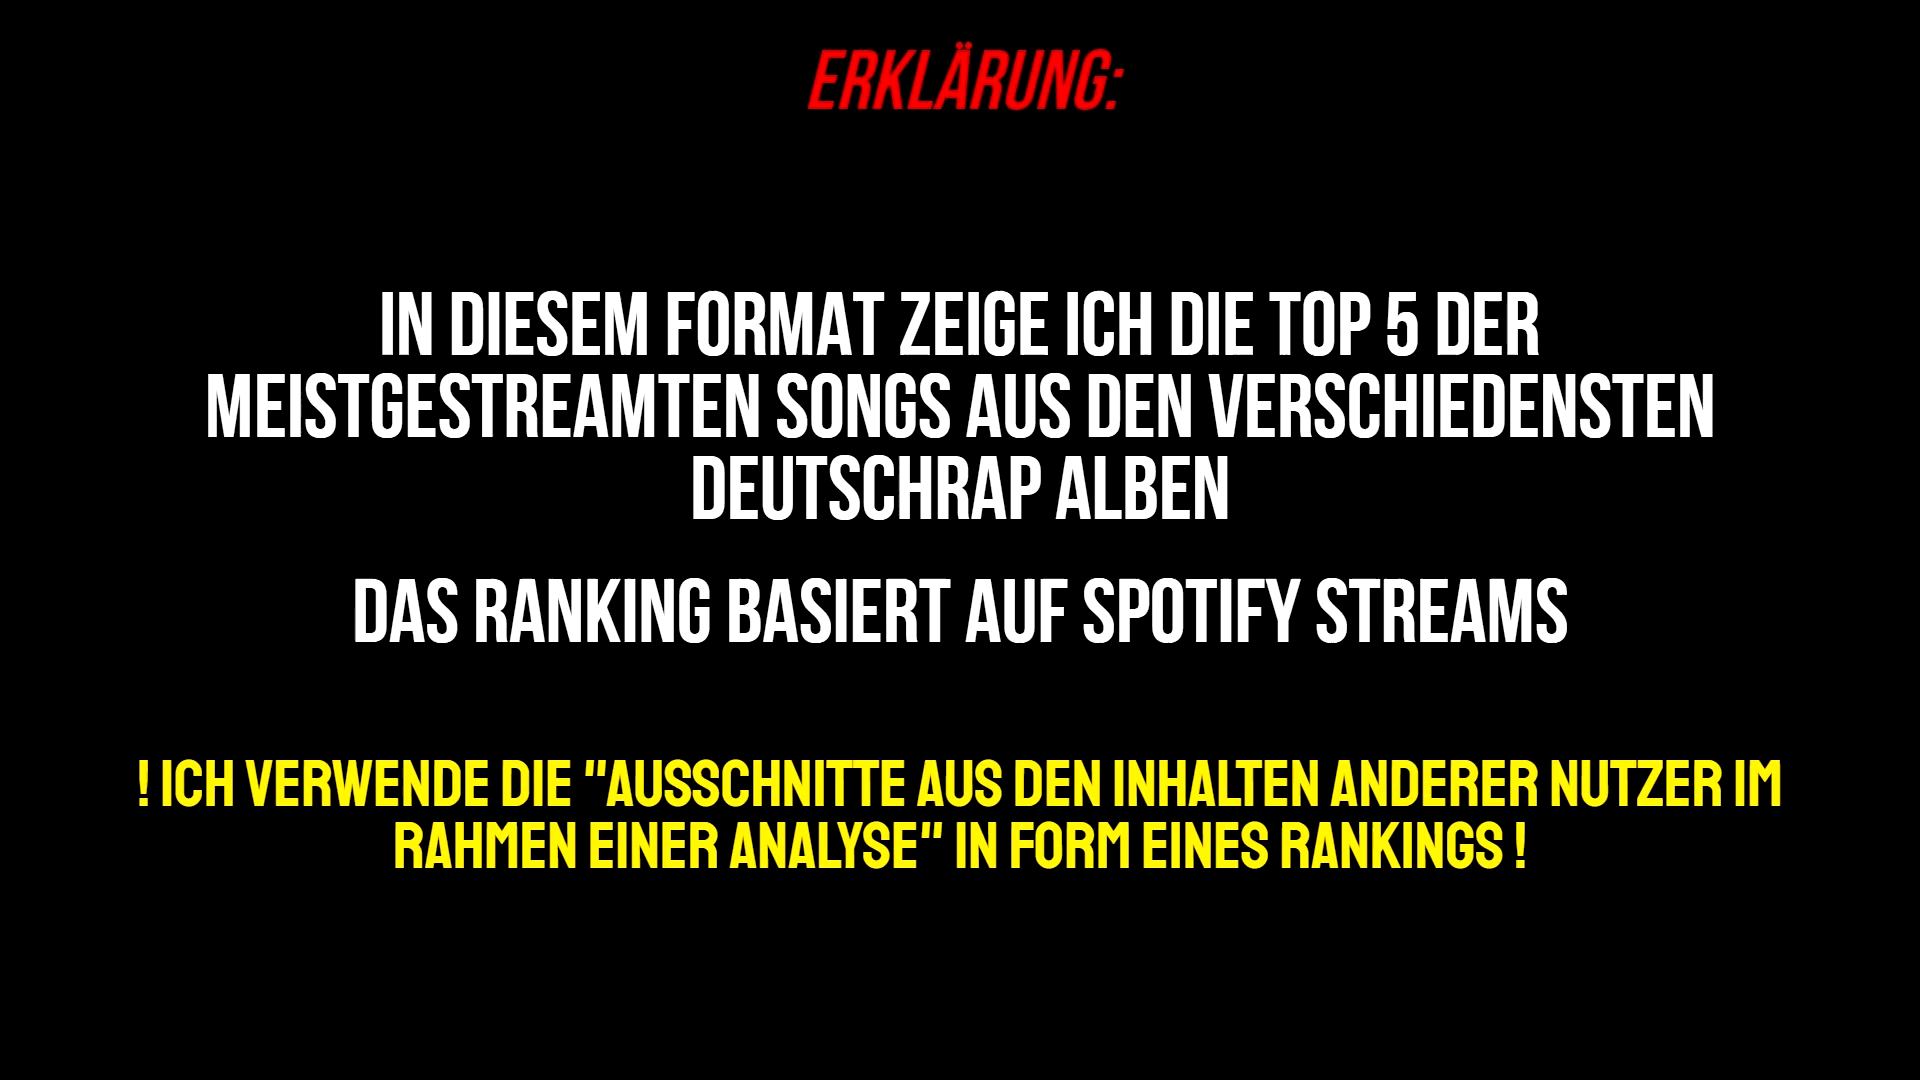 ERKLÄRUNG:
IN DIESEM FORMAT ZEIGE ICH DIE TOP 5 DER
MEISTGESTREAMTEN SONGS AUS DEN VERSCHIEDENSTEN
DEUTSCHRAP ALBEN
DAS RANKING BASIERT AUF SPOTIFY STREAMS
! ICH VERWENDE DIE "AUSSCHNITTE AUS DEN INHALTEN ANDERER NUTZER IM
RAHMEN EINER ANALYSE" IN FORM EINES RANKINGS !